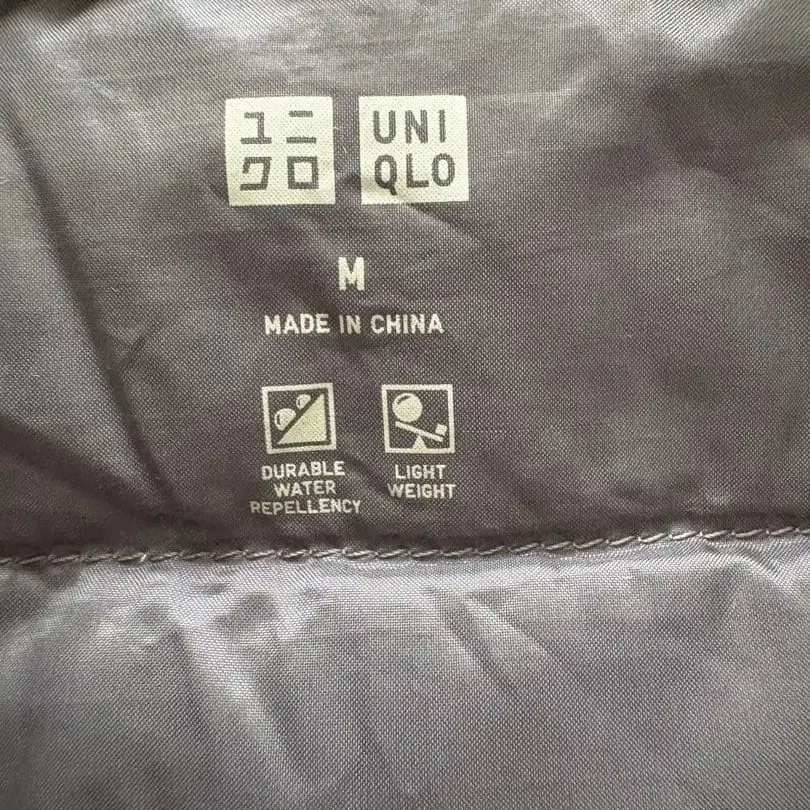 ユニ
クロ
UNI
QLO
M
MADE IN CHINA
DURABLE
WATER
REPELLENCY
LIGHT
WEIGHT